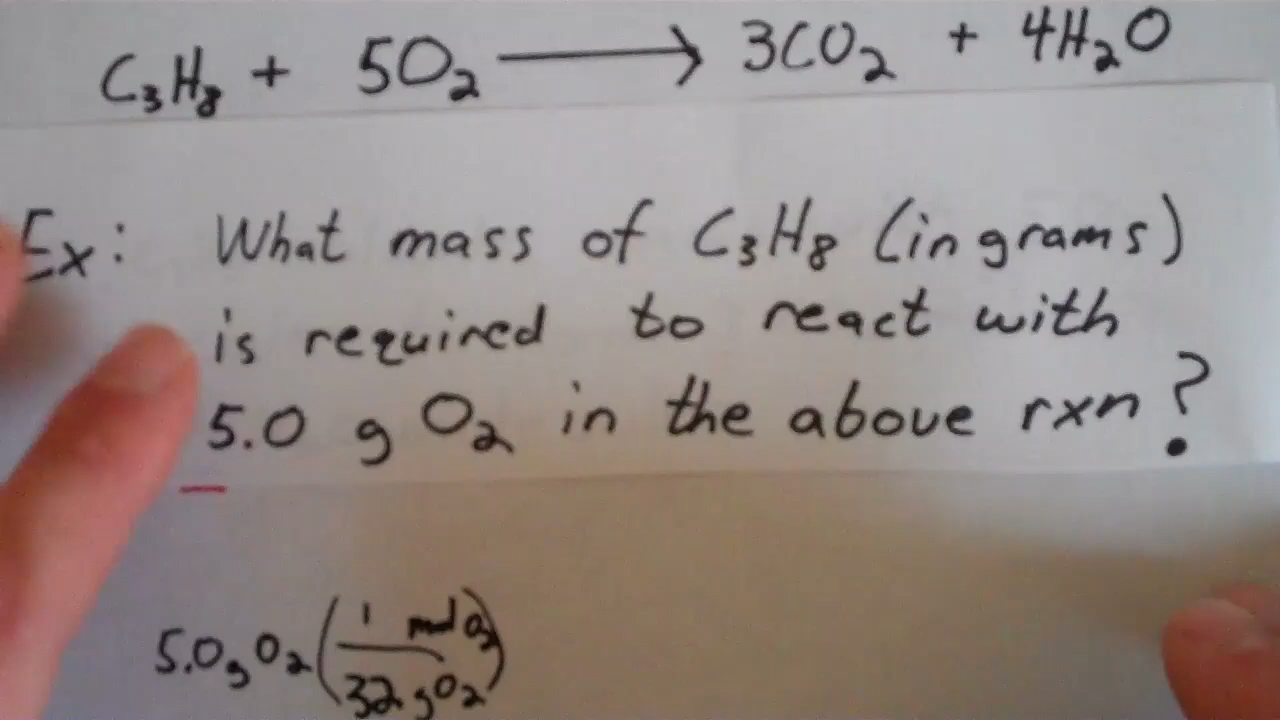 C₃H₈ + 5O₂ ⟶ 3CO₂ + 4H₂O
Ex: What mass of C₃H₈ (in grams)
is required to react with
5.0 g O₂ in the above rxn?
5.0g O₂ (1 mol O₂ / 32 g O₂)